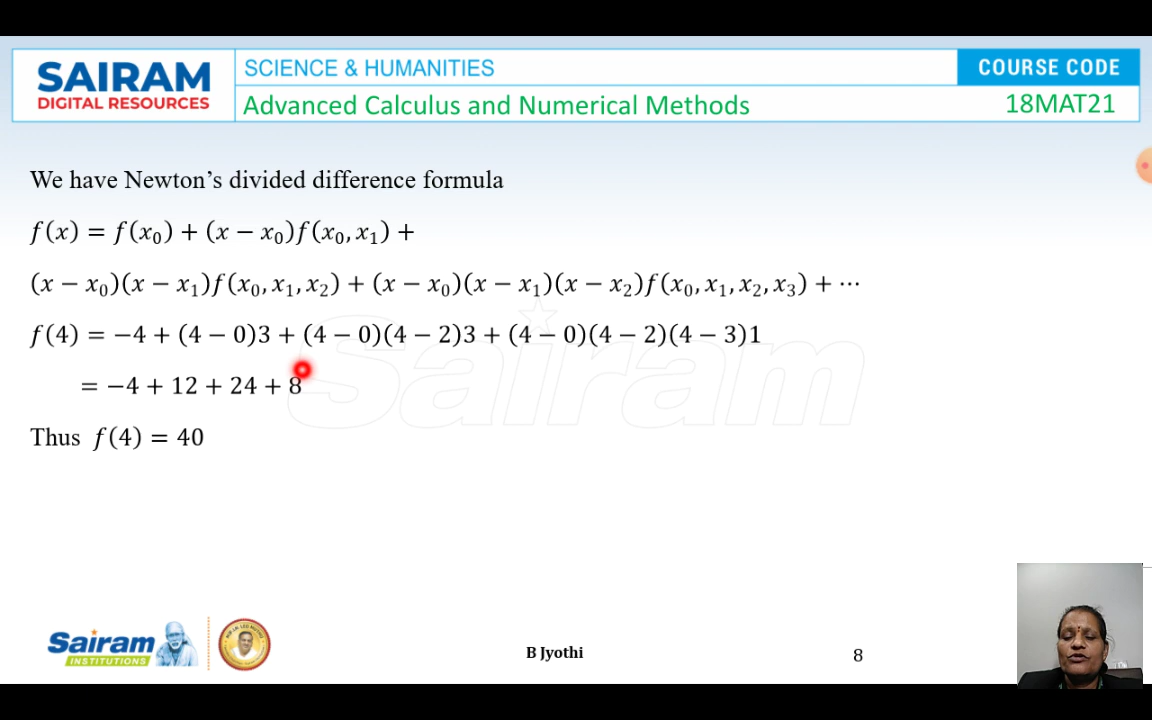 SAIRAM
DIGITAL RESOURCES
SCIENCE & HUMANITIES
COURSE CODE
Advanced Calculus and Numerical Methods
18MAT21
We have Newton’s divided difference formula
f(x) = f(x₀) + (x − x₀)f(x₀, x₁) +
(x − x₀)(x − x₁)f(x₀, x₁, x₂) + (x − x₀)(x − x₁)(x − x₂)f(x₀, x₁, x₂, x₃) + ⋯
f(4) = −4 + (4 − 0)3 + (4 − 0)(4 − 2)3 + (4 − 0)(4 − 2)(4 − 3)1
= −4 + 12 + 24 + 8
Thus f(4) = 40
Sairam
Sairam
INSTITUTIONS
B Jyothi
8